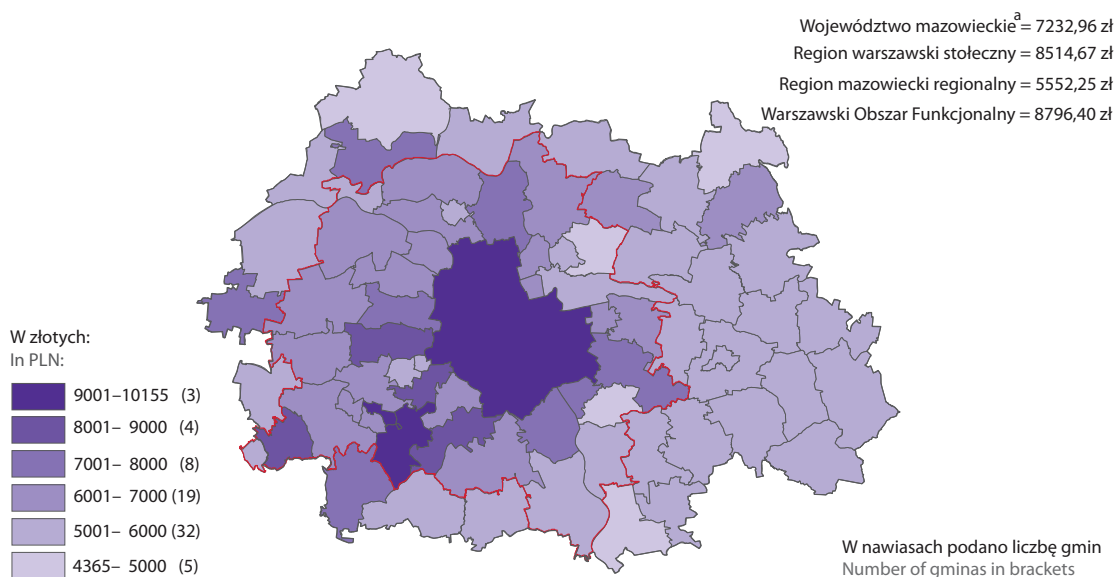 Województwo mazowieckie a = 7232,96 zł
Region warszawski stołeczny = 8514,67 zł
Region mazowiecki regionalny = 5552,25 zł
Warszawski Obszar Funkcjonalny = 8796,40 zł
W złotych:
In PLN:
9001–10155 (3)
8001– 9000 (4)
7001– 8000 (8)
6001– 7000 (19)
5001– 6000 (32)
4365– 5000 (5)
W nawiasach podano liczbę gmin
Number of gminas in brackets